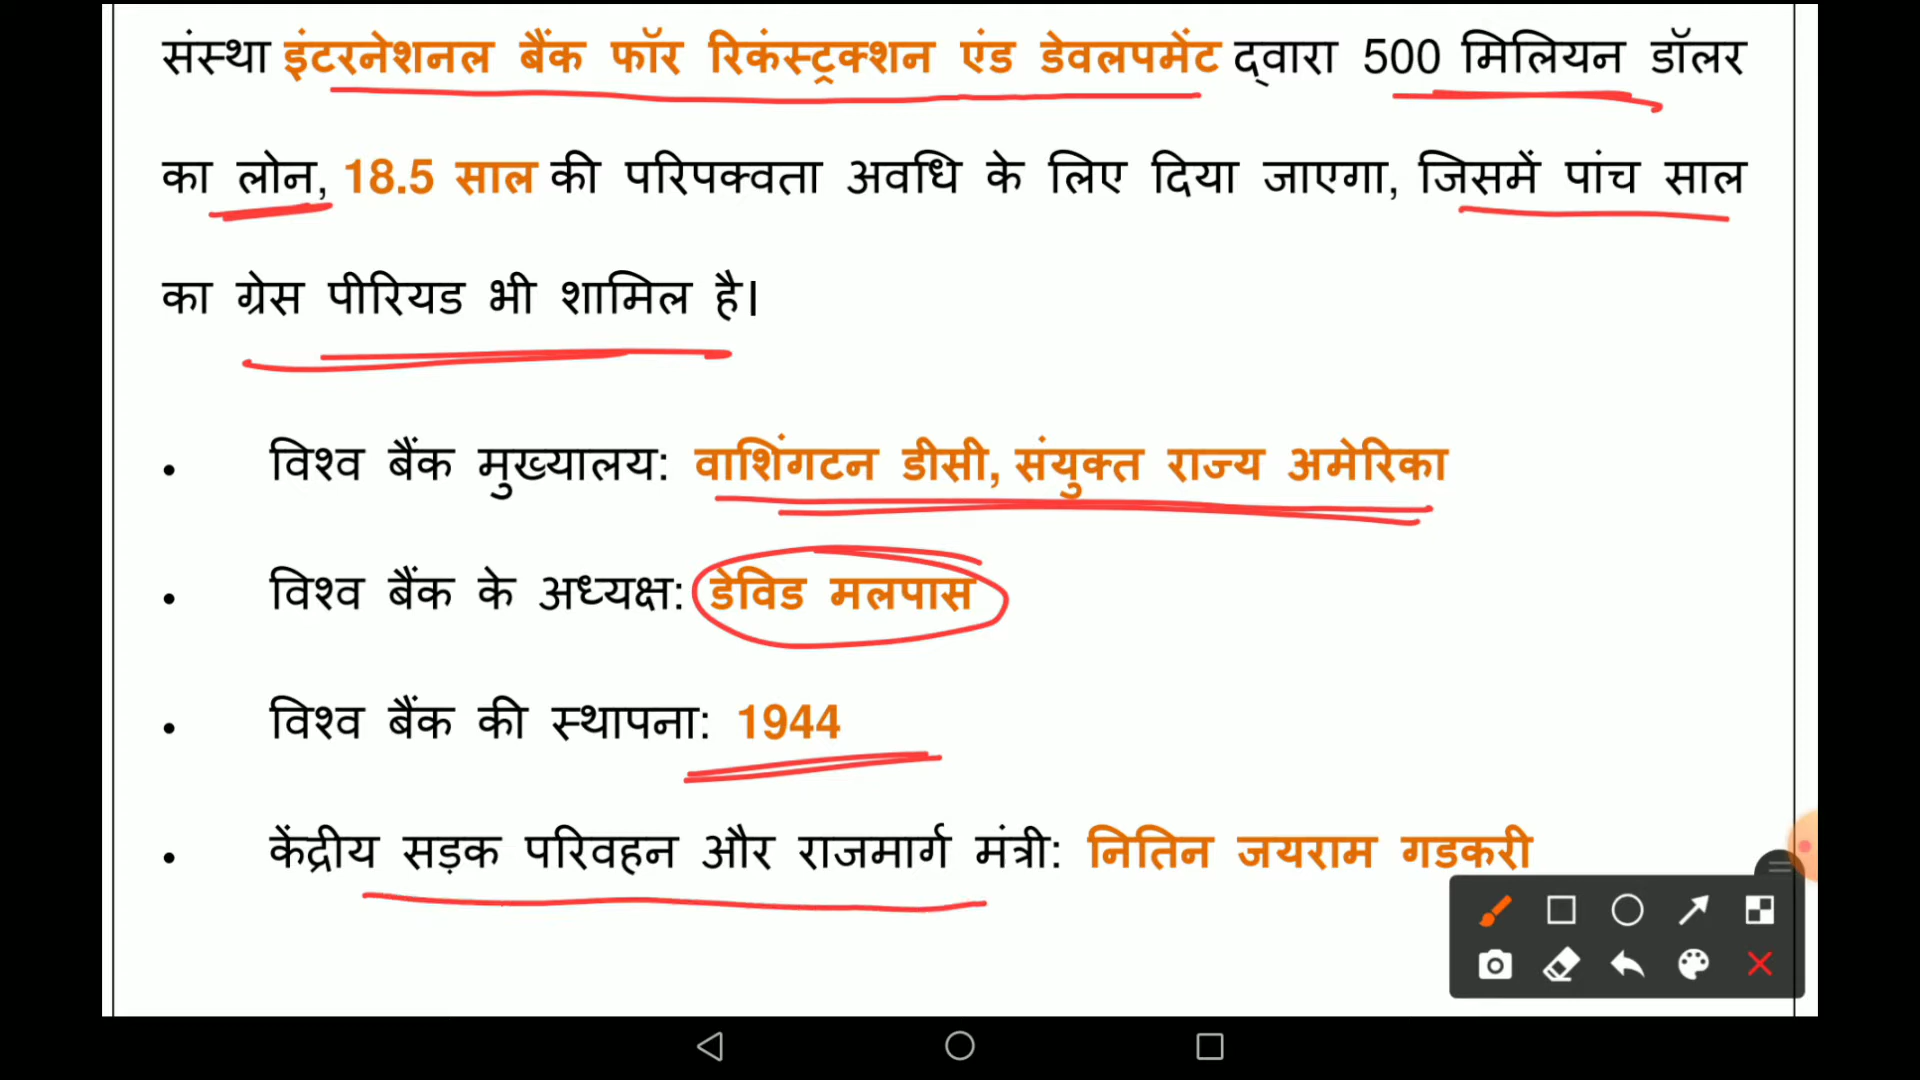 संस्था इंटरनेशनल बैंक फॉर रिकंस्ट्रक्शन एंड डेवलपमेंट द्वारा 500 मिलियन डॉलर
का लोन, 18.5 साल की परिपक्वता अवधि के लिए दिया जाएगा, जिसमें पांच साल
का ग्रेस पीरियड भी शामिल है।
• विश्व बैंक मुख्यालय: वाशिंगटन डीसी, संयुक्त राज्य अमेरिका
• विश्व बैंक के अध्यक्ष: डेविड मलपास
• विश्व बैंक की स्थापना: 1944
• केंद्रीय सड़क परिवहन और राजमार्ग मंत्री: नितिन जयराम गडकरी